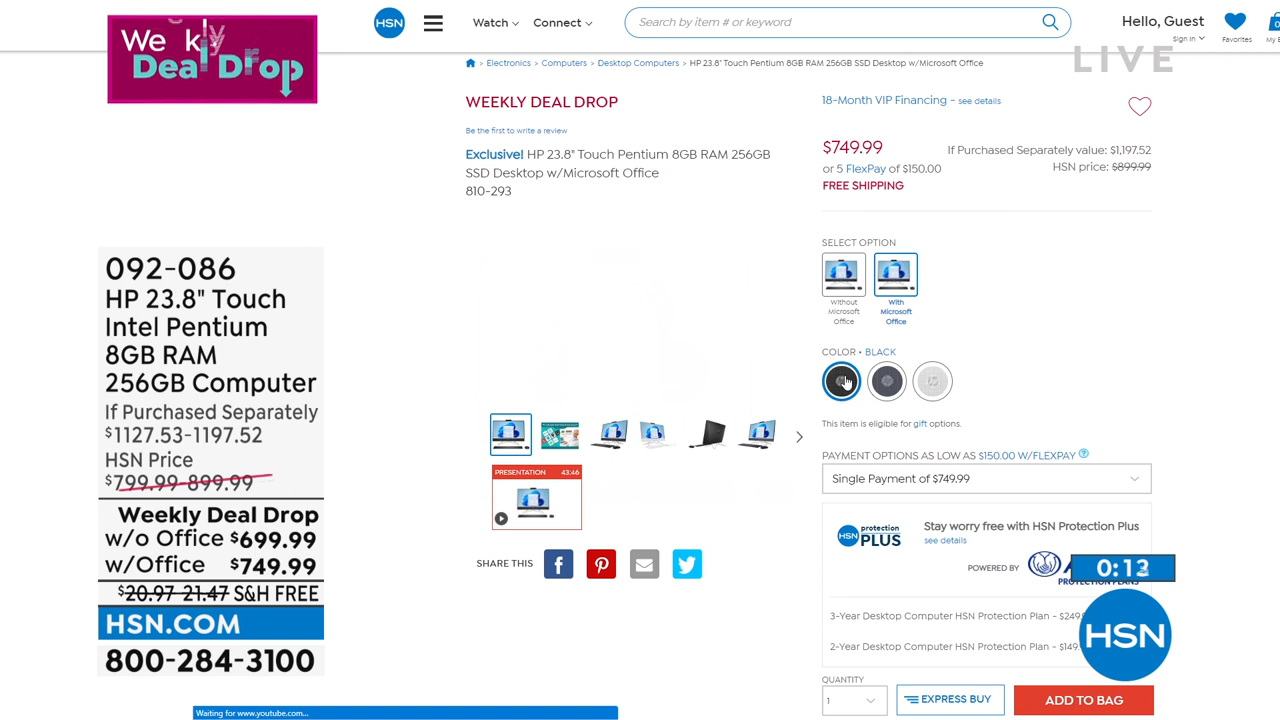 Weekly
Deal Drop
HSN
Watch
Connect
Search by item # or keyword
Hello, Guest
Sign In
Favorites
0
My B
LIVE
> Electronics > Computers > Desktop Computers > HP 23.8" Touch Pentium 8GB RAM 256GB SSD Desktop w/Microsoft Office
WEEKLY DEAL DROP
Be the first to write a review
Exclusive! HP 23.8" Touch Pentium 8GB RAM 256GB
SSD Desktop w/Microsoft Office
810-293
18-Month VIP Financing - see details
$749.99
or 5 FlexPay of $150.00
FREE SHIPPING
If Purchased Separately value: $1,197.52
HSN price: $899.99
SELECT OPTION
Without
Microsoft
Office
With
Microsoft
Office
COLOR • BLACK
This item is eligible for gift options.
PAYMENT OPTIONS AS LOW AS $150.00 W/FLEXPAY ?
Single Payment of $749.99
HSN protection
PLUS
Stay worry free with HSN Protection Plus
see details
POWERED BY
PROTECTION PLANS
3-Year Desktop Computer HSN Protection Plan - $249.
2-Year Desktop Computer HSN Protection Plan - $149.
QUANTITY
1
EXPRESS BUY
ADD TO BAG
PRESENTATION 43:46
SHARE THIS
092-086
HP 23.8" Touch
Intel Pentium
8GB RAM
256GB Computer
If Purchased Separately
$1127.53-1197.52
HSN Price
$799.99-899.99
Weekly Deal Drop
w/o Office $699.99
w/Office $749.99
$20.97-21.47 S&H FREE
HSN.COM
800-284-3100
Waiting for www.youtube.com...
HSN